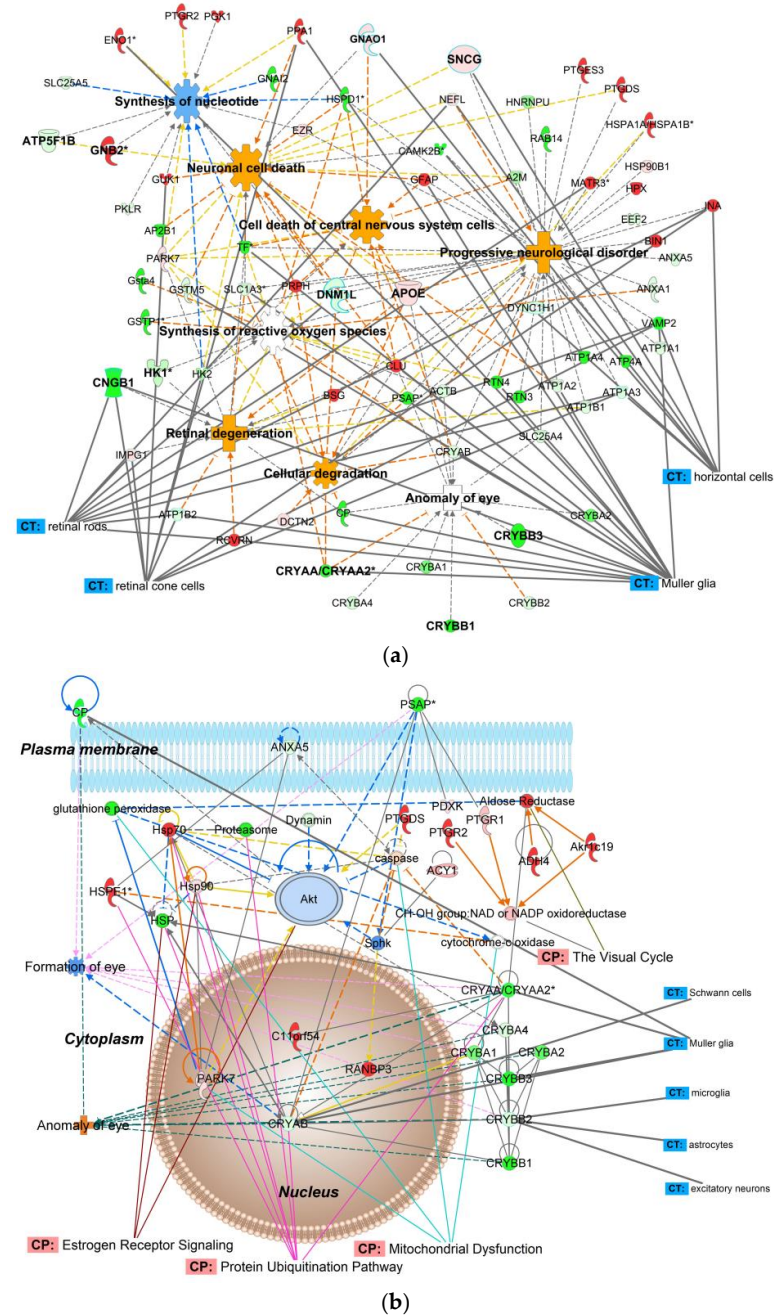 PTGR2 PGK1
ENO1* PPA1
GNAO1
SNCG
PTGES3
PTGDS
SLC25A5 GNAI2
Synthesis of nucleotide HSPD1* NEFL
HNRNPU
HSPA1A/HSPA1B*
EZR
RAB14
ATP5F1B
GNB2* CAMK2B*
HSP90B1
Neuronal cell death
GUK1 GFAP A2M MATR3* HPX
PKLR
INA
Cell death of central nervous system cells
EEF2
AP2B1
BIN1
TF Progressive neurological disorder
PARK7 ANXA5
Gsta4 GSTM5 SLC1A3* PRPH DNM1L APOE ANXA1
DYNC1H1
GSTP1* VAMP2
Synthesis of reactive oxygen species
ATP1A4 ATP4A ATP1A1
HK1* HK2 CLU
CNGB1 BSG PSAP* ACTB RTN4 RTN3 ATP1A2 ATP1A3
ATP1B1
Retinal degeneration SLC25A4
IMPG1 CRYAB
Cellular degradation CT: horizontal cells
Anomaly of eye
ATP1B2 CP CRYBA2
CT: retinal rods DCTN2
RCVRN CRYBB3
CRYAA/CRYAA2* CRYBA1
CT: retinal cone cells CT: Muller glia
CRYBA4 CRYBB2
CRYBB1
(a)
CP PSAP*
Plasma membrane ANXA5
glutathione peroxidase Dynamin PDXK Aldose Reductase
Hsp70 Proteasome PTGDS PTGR2 PTGR1
caspase ADH4 Akr1c19
HSPE1* Hsp90 ACY1
Akt
HSP CH-OH group:NAD or NADP oxidoreductase
Sphk cytochrome-c oxidase
CP: The Visual Cycle
Formation of eye
CRYAA/CRYAA2* CT: Schwann cells
Cytoplasm C11orf54 CRYBA4
CRYBA1 CRYBA2 CT: Muller glia
RANBP3
PARK7 CRYBB3
CT: microglia
Anomaly of eye CRYAB CRYBB2
CT: astrocytes
CRYBB1
Nucleus CT: excitatory neurons
CP: Estrogen Receptor Signaling CP: Mitochondrial Dysfunction
CP: Protein Ubiquitination Pathway
(b)